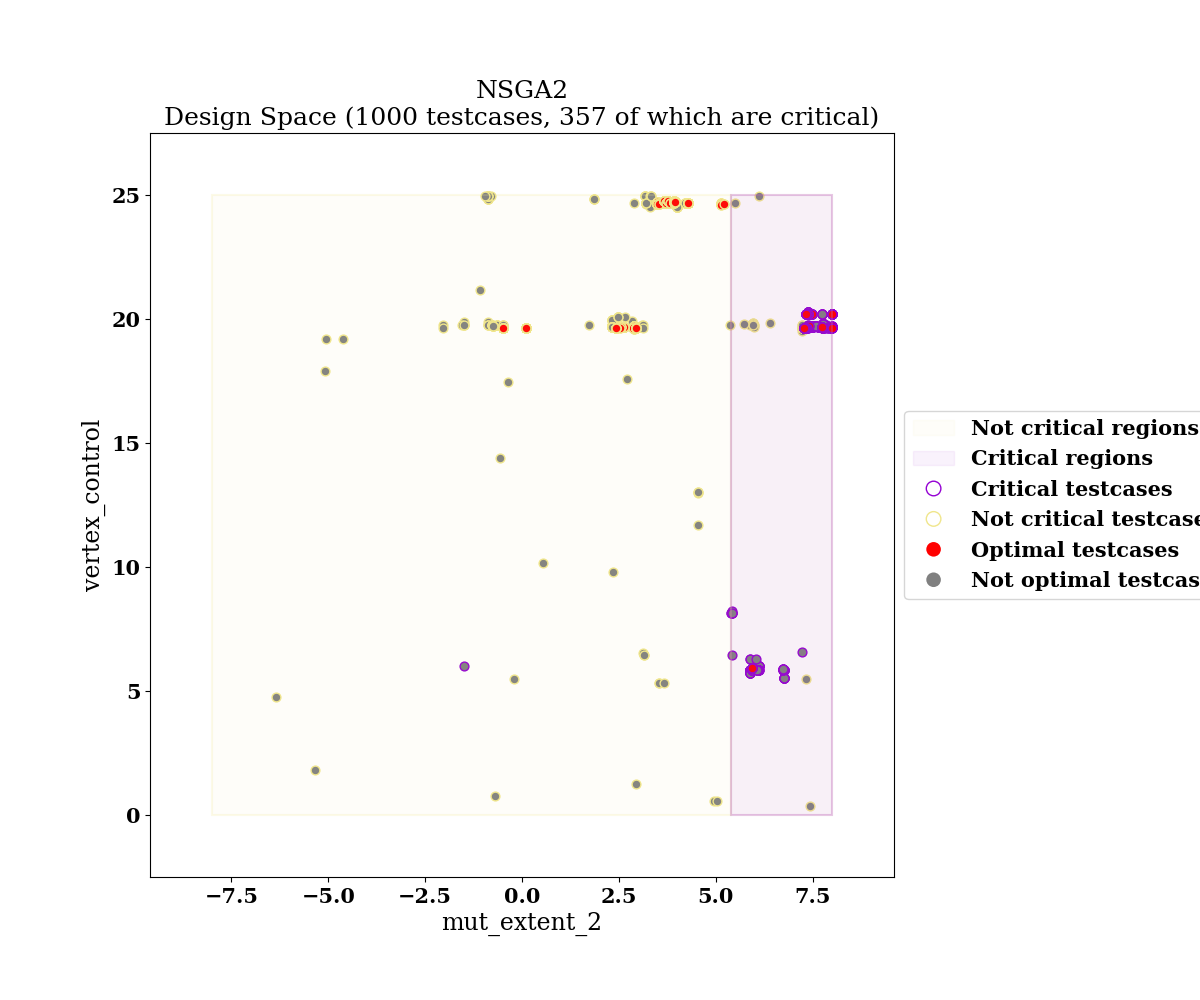 NSGA2
Design Space (1000 testcases, 357 of which are critical)
25
20
15
10
5
0
vertex_control
−7.5 −5.0 −2.5 0.0 2.5 5.0 7.5
mut_extent_2
Not critical regions
Critical regions
Critical testcases
Not critical testcase
Optimal testcases
Not optimal testcas